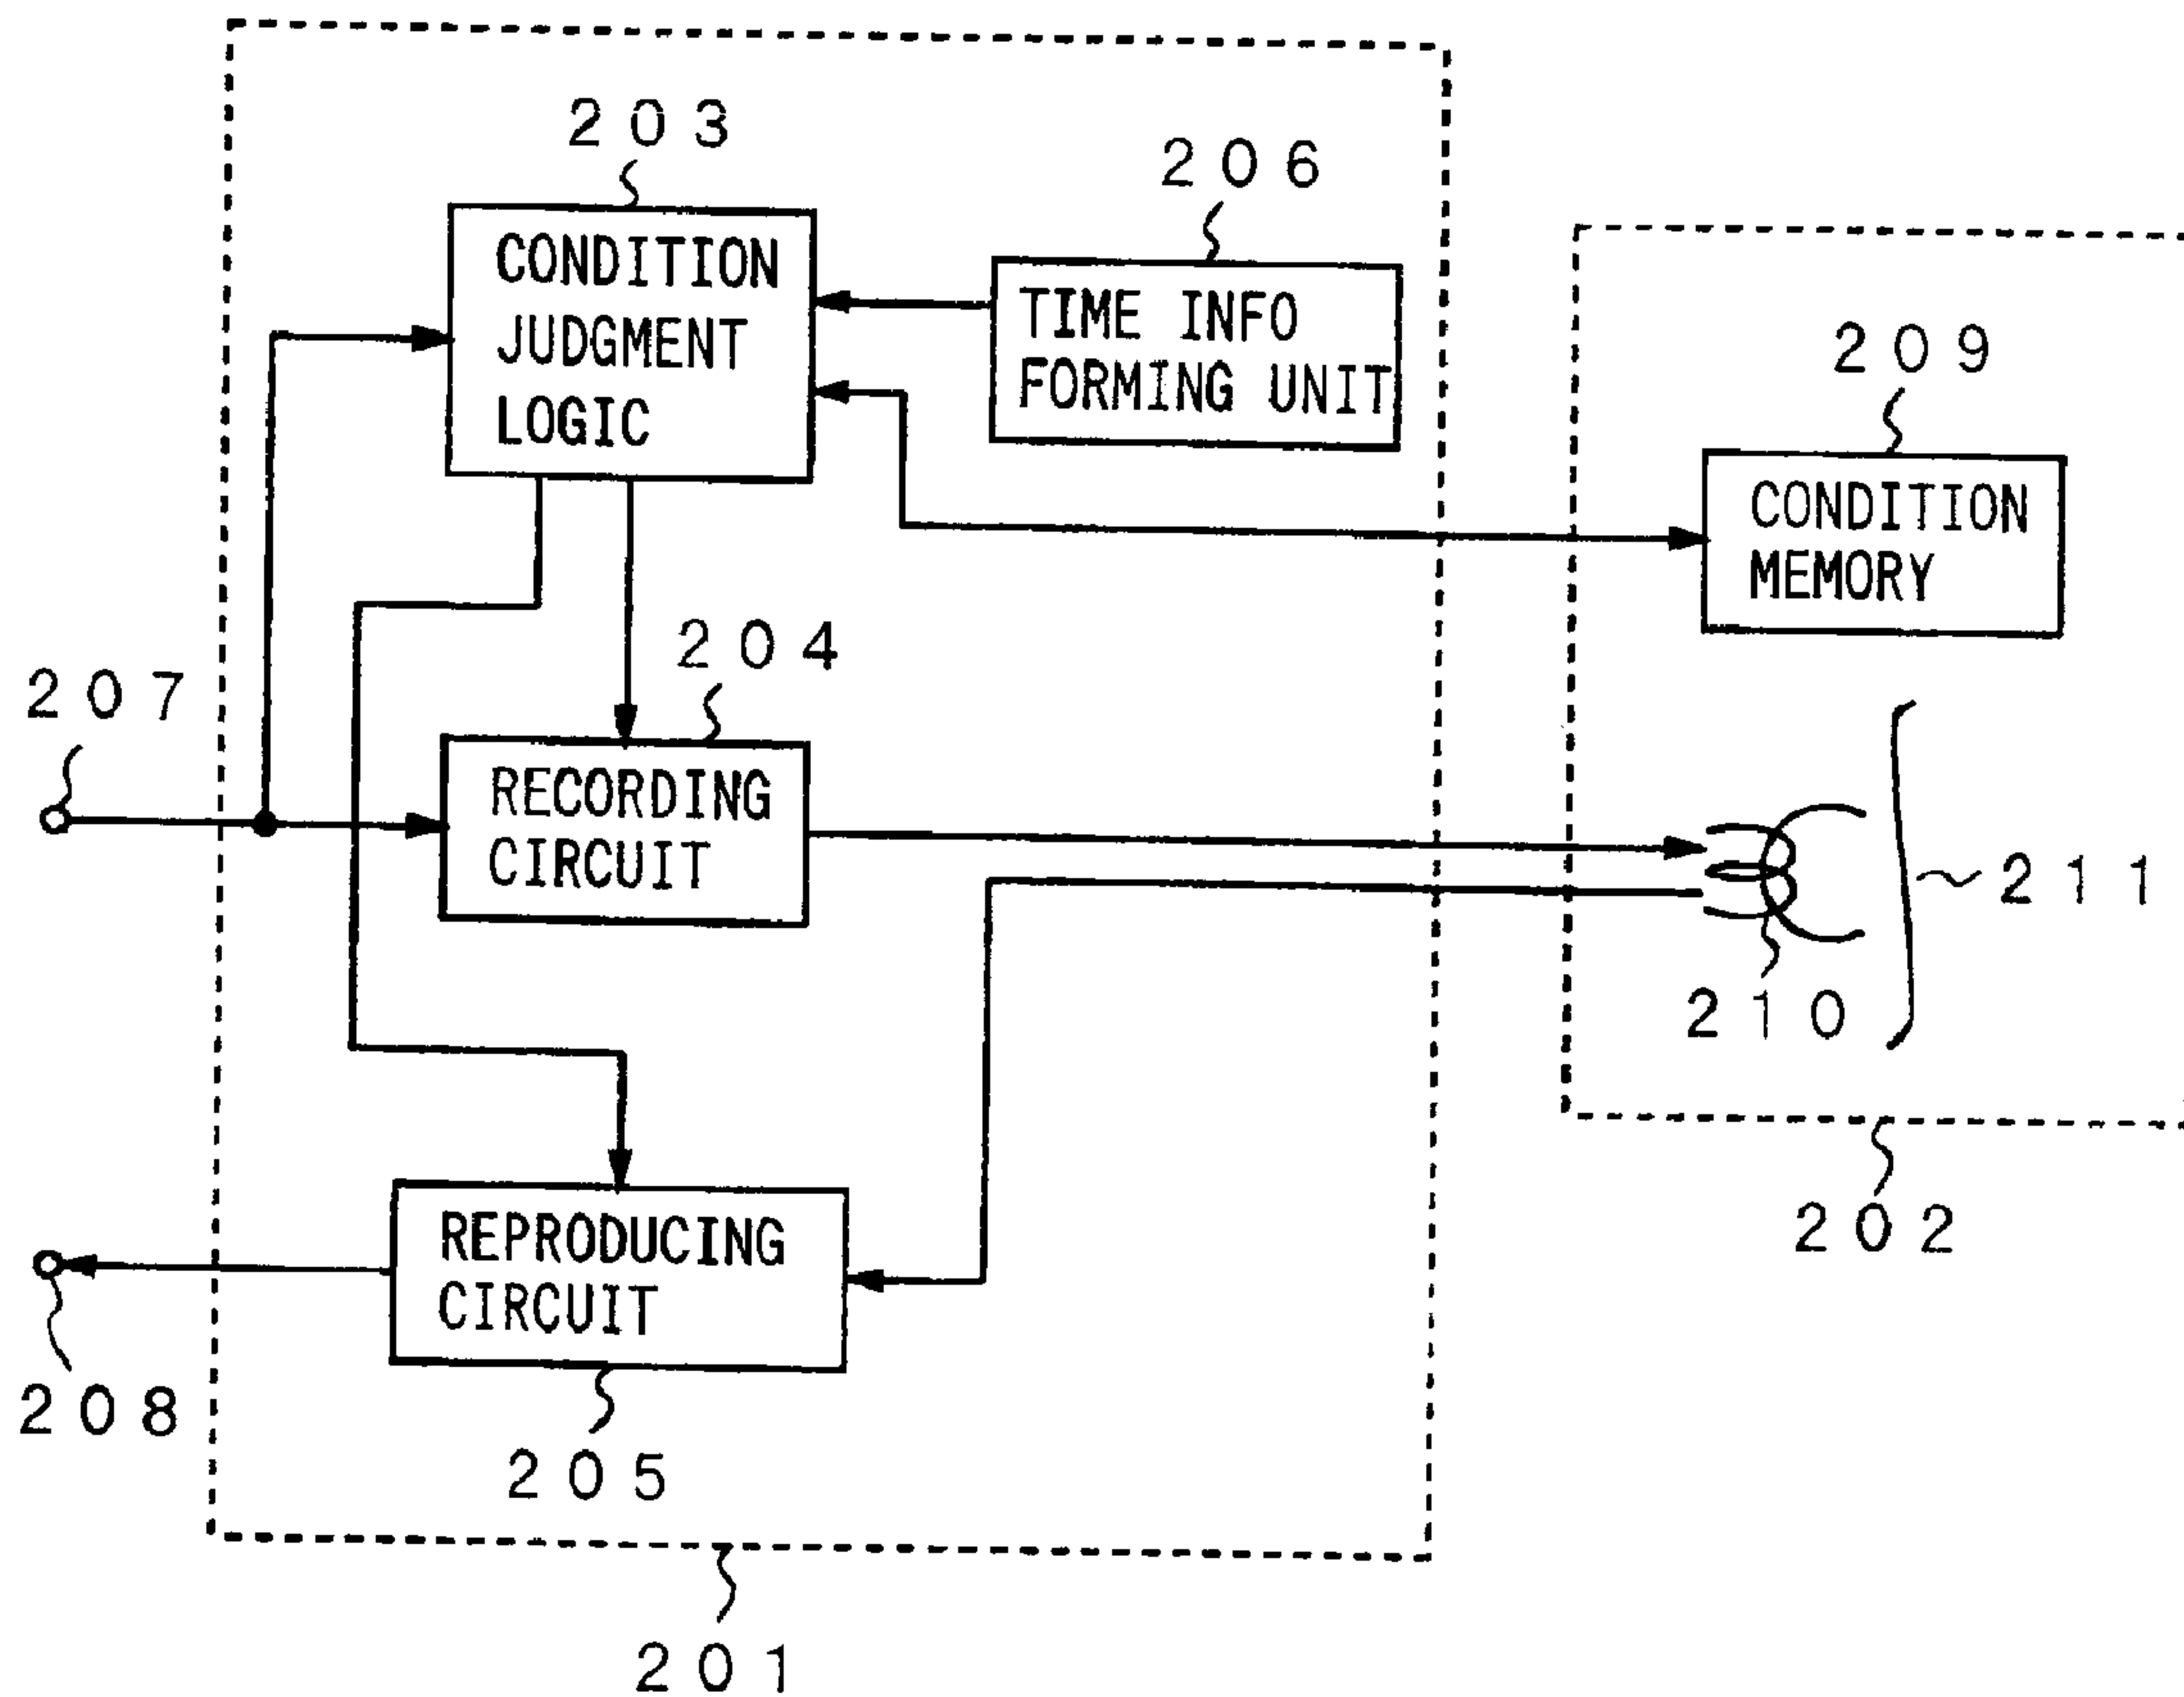 203
206
CONDITION
JUDGMENT
LOGIC
TIME INFO
FORMING UNIT
209
CONDITION
MEMORY
204
207
RECORDING
CIRCUIT
211
210
202
REPRODUCING
CIRCUIT
208
205
201